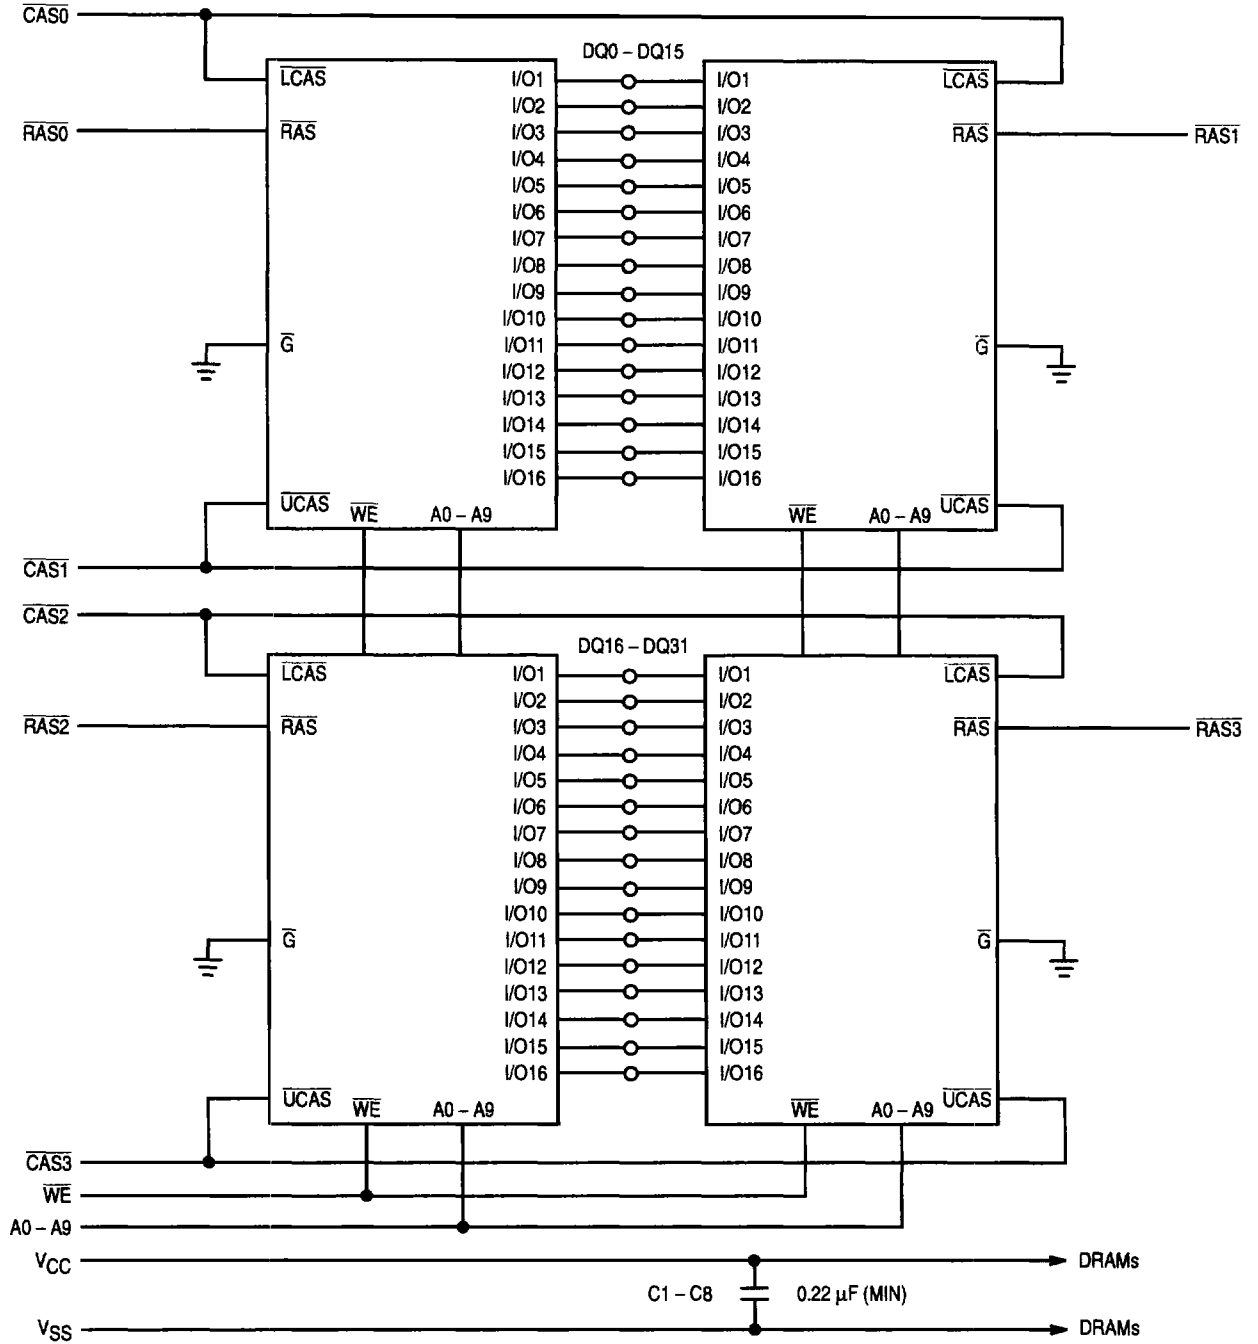 CAS0
DQ0 – DQ15
LCAS I/O1 I/O1 LCAS
I/O2 I/O2
RAS0 RAS I/O3 I/O3 RAS RAS1
I/O4 I/O4
I/O5 I/O5
I/O6 I/O6
I/O7 I/O7
I/O8 I/O8
I/O9 I/O9
I/O10 I/O10
G I/O11 I/O11 G
I/O12 I/O12
I/O13 I/O13
I/O14 I/O14
I/O15 I/O15
I/O16 I/O16
UCAS UCAS
WE A0 – A9 WE A0 – A9
CAS1
CAS2
DQ16 – DQ31
LCAS I/O1 I/O1 LCAS
I/O2 I/O2
RAS2 RAS I/O3 I/O3 RAS RAS3
I/O4 I/O4
I/O5 I/O5
I/O6 I/O6
I/O7 I/O7
I/O8 I/O8
I/O9 I/O9
I/O10 I/O10
G I/O11 I/O11 G
I/O12 I/O12
I/O13 I/O13
I/O14 I/O14
I/O15 I/O15
I/O16 I/O16
UCAS UCAS
WE A0 – A9 WE A0 – A9
CAS3
WE
A0 – A9
VCC DRAMs
C1 – C8 0.22 µF (MIN)
VSS DRAMs